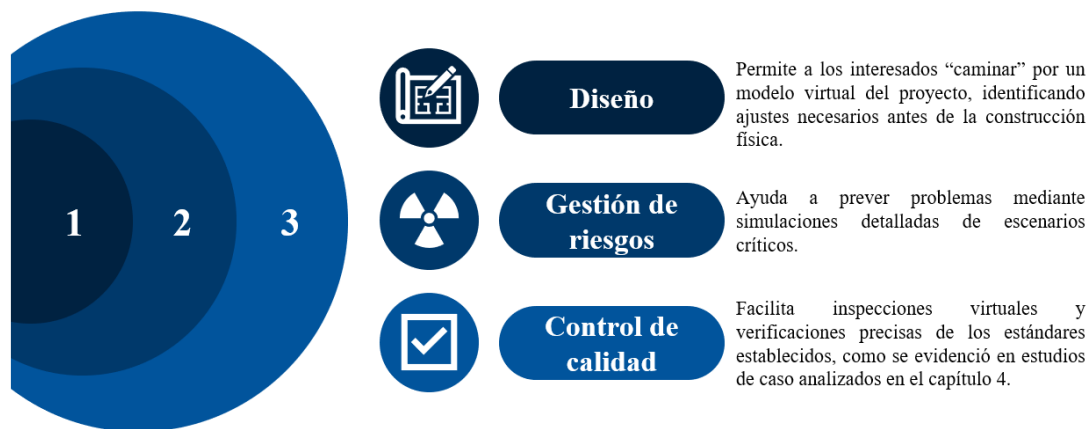 1 2 3
Diseño
Permite a los interesados “caminar” por un
modelo virtual del proyecto, identificando
ajustes necesarios antes de la construcción
física.
Gestión de
riesgos
Ayuda a prever problemas mediante
simulaciones detalladas de escenarios
críticos.
Control de
calidad
Facilita inspecciones virtuales y
verificaciones precisas de los estándares
establecidos, como se evidenció en estudios
de caso analizados en el capítulo 4.